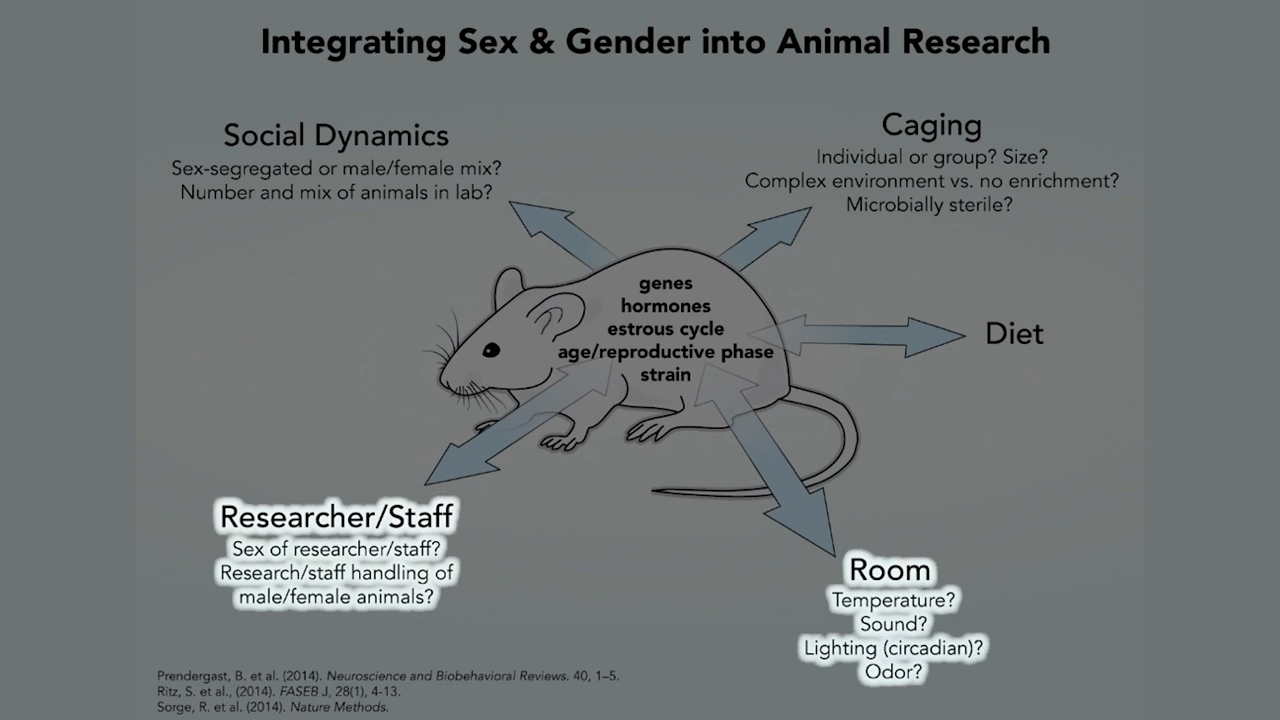 Integrating Sex & Gender into Animal Research
Social Dynamics
Sex-segregated or male/female mix?
Number and mix of animals in lab?
Caging
Individual or group? Size?
Complex environment vs. no enrichment?
Microbially sterile?
genes
hormones
estrous cycle
age/reproductive phase
strain
Diet
Researcher/Staff
Sex of researcher/staff?
Research/staff handling of
male/female animals?
Room
Temperature?
Sound?
Lighting (circadian)?
Odor?
Prendergast, B. et al. (2014). Neuroscience and Biobehavioral Reviews. 40, 1–5.
Ritz, S. et al., (2014). FASEB J, 28(1), 4-13.
Sorge, R. et al. (2014). Nature Methods.